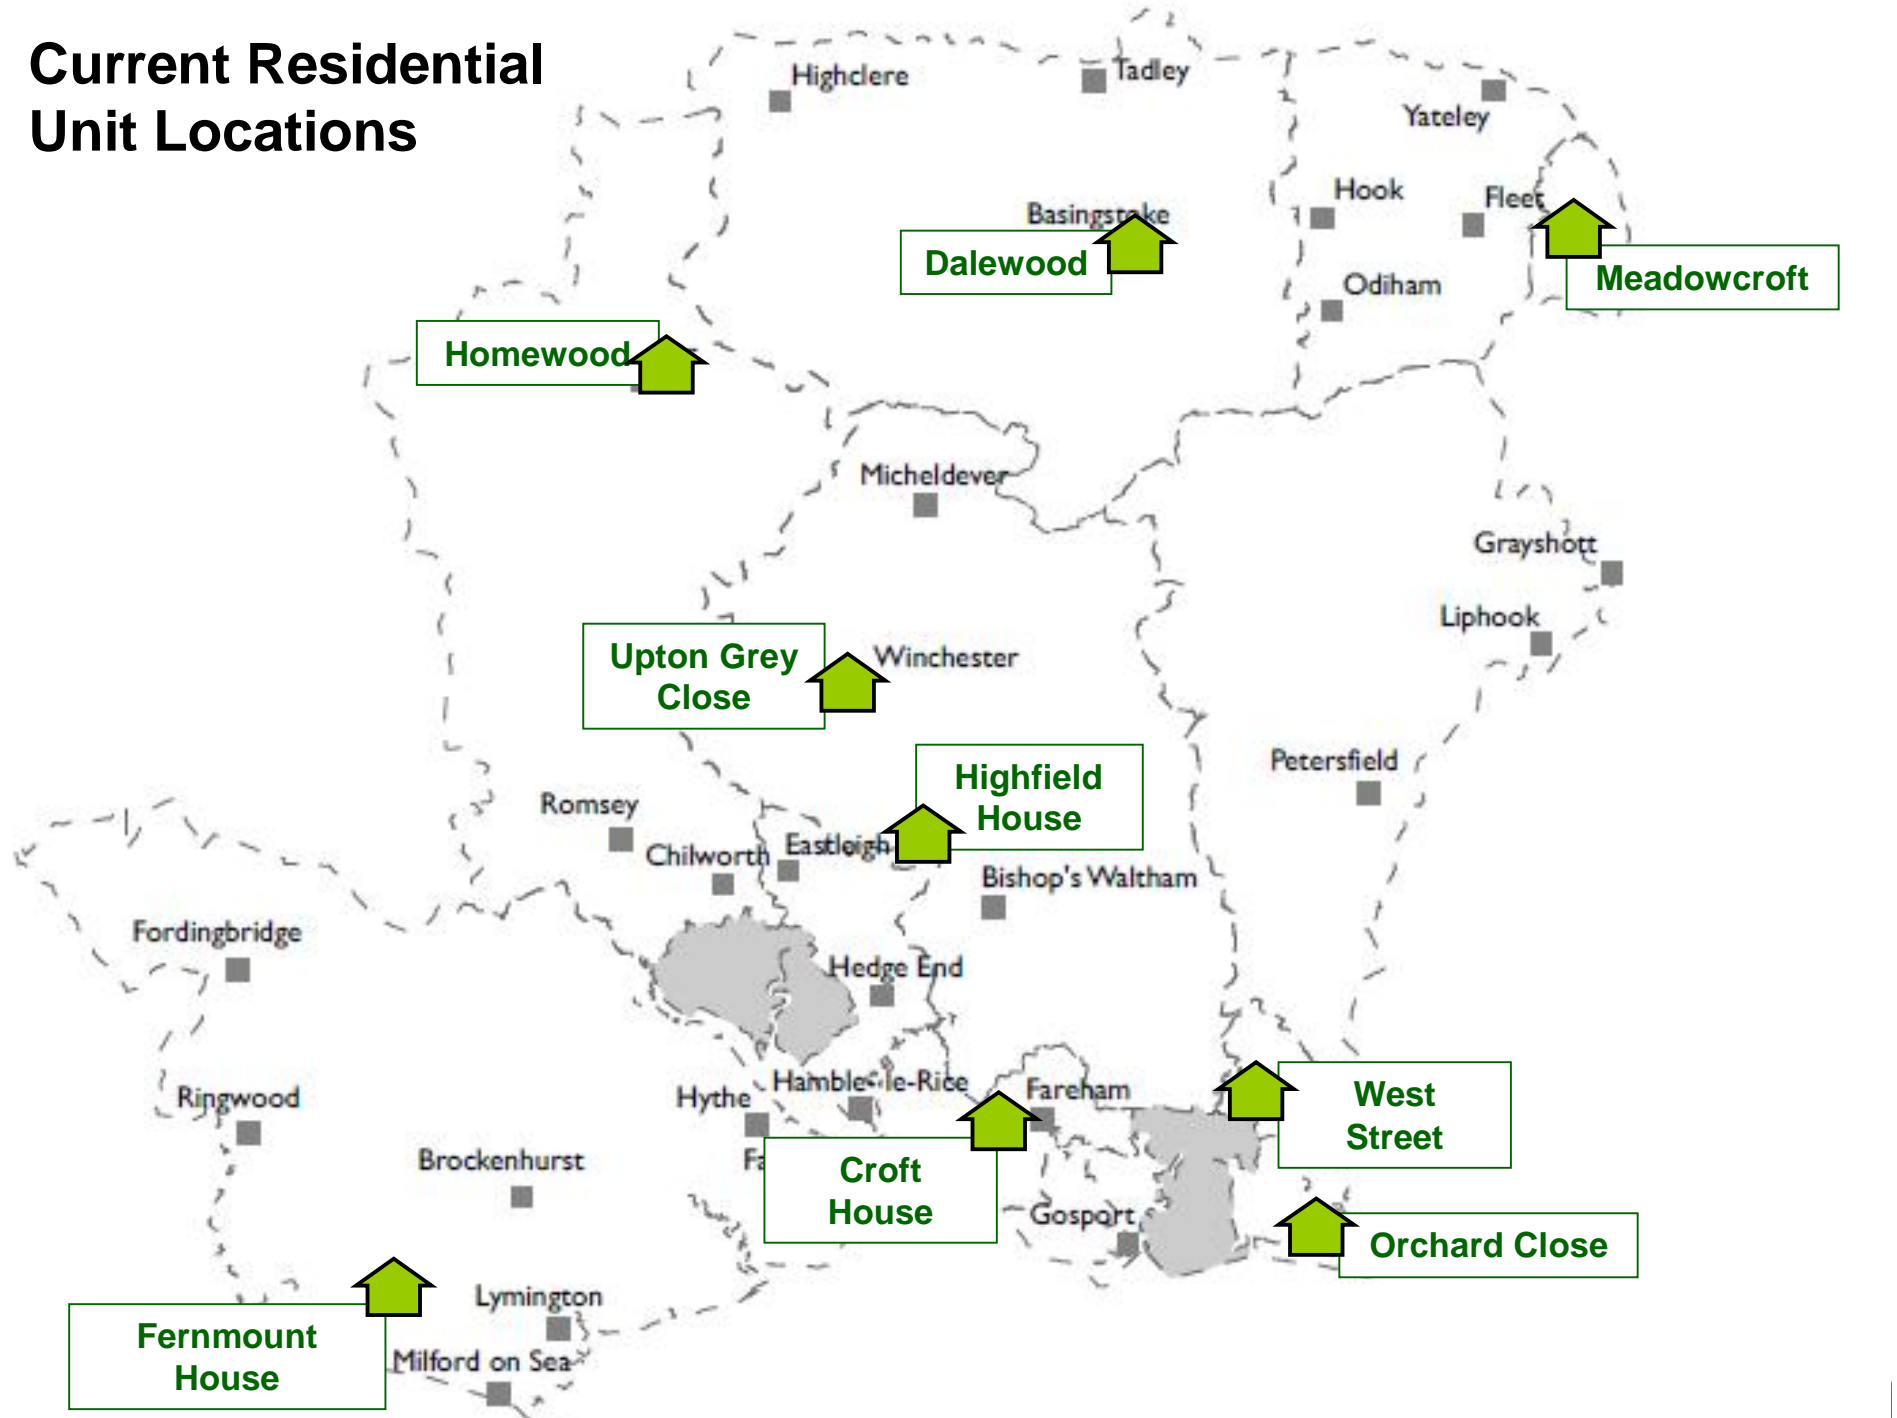 Current Residential
Unit Locations
Highclere
Tadley
Yateley
Basingstoke
Hook
Fleet
Dalewood
Meadowcroft
Odiham
Homewood
Micheldever
Grayshott
Liphook
Upton Grey
Close
Winchester
Petersfield
Highfield
House
Romsey
Chilworth
Eastleigh
Bishop's Waltham
Fordingbridge
Hedge End
Ringwood
Hythe
Hamble-le-Rice
Fareham
West
Street
Brockenhurst
Croft
House
Gosport
Orchard Close
Lymington
Fernmount
House
Milford on Sea